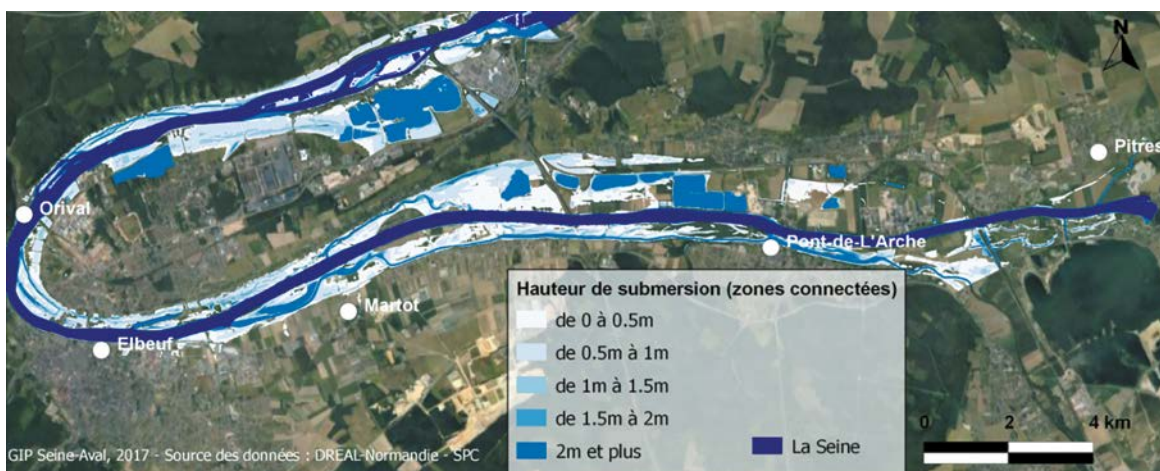 N
Pitres
Orival
Pont-de-L'Arche
Martot
Elbeuf
Hauteur de submersion (zones connectées)
de 0 à 0.5m
de 0.5m à 1m
de 1m à 1.5m
de 1.5m à 2m
2m et plus
La Seine
0 2 4 km
GIP Seine-Aval, 2017 - Source des données : DREAL-Normandie - SPC